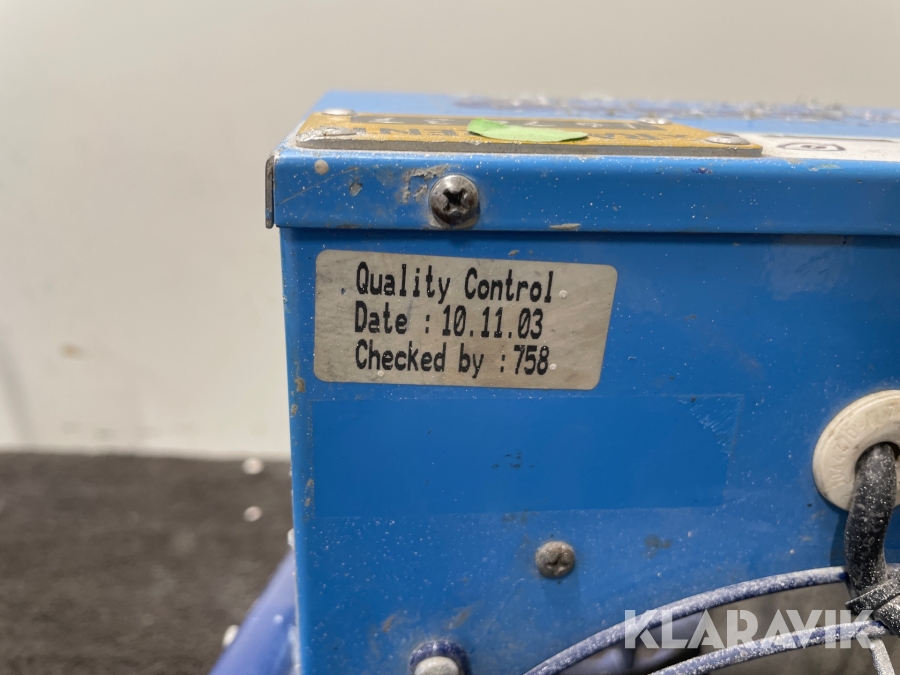 Quality Control
Date : 10.11.03
Checked by : 758
KLARAVIK